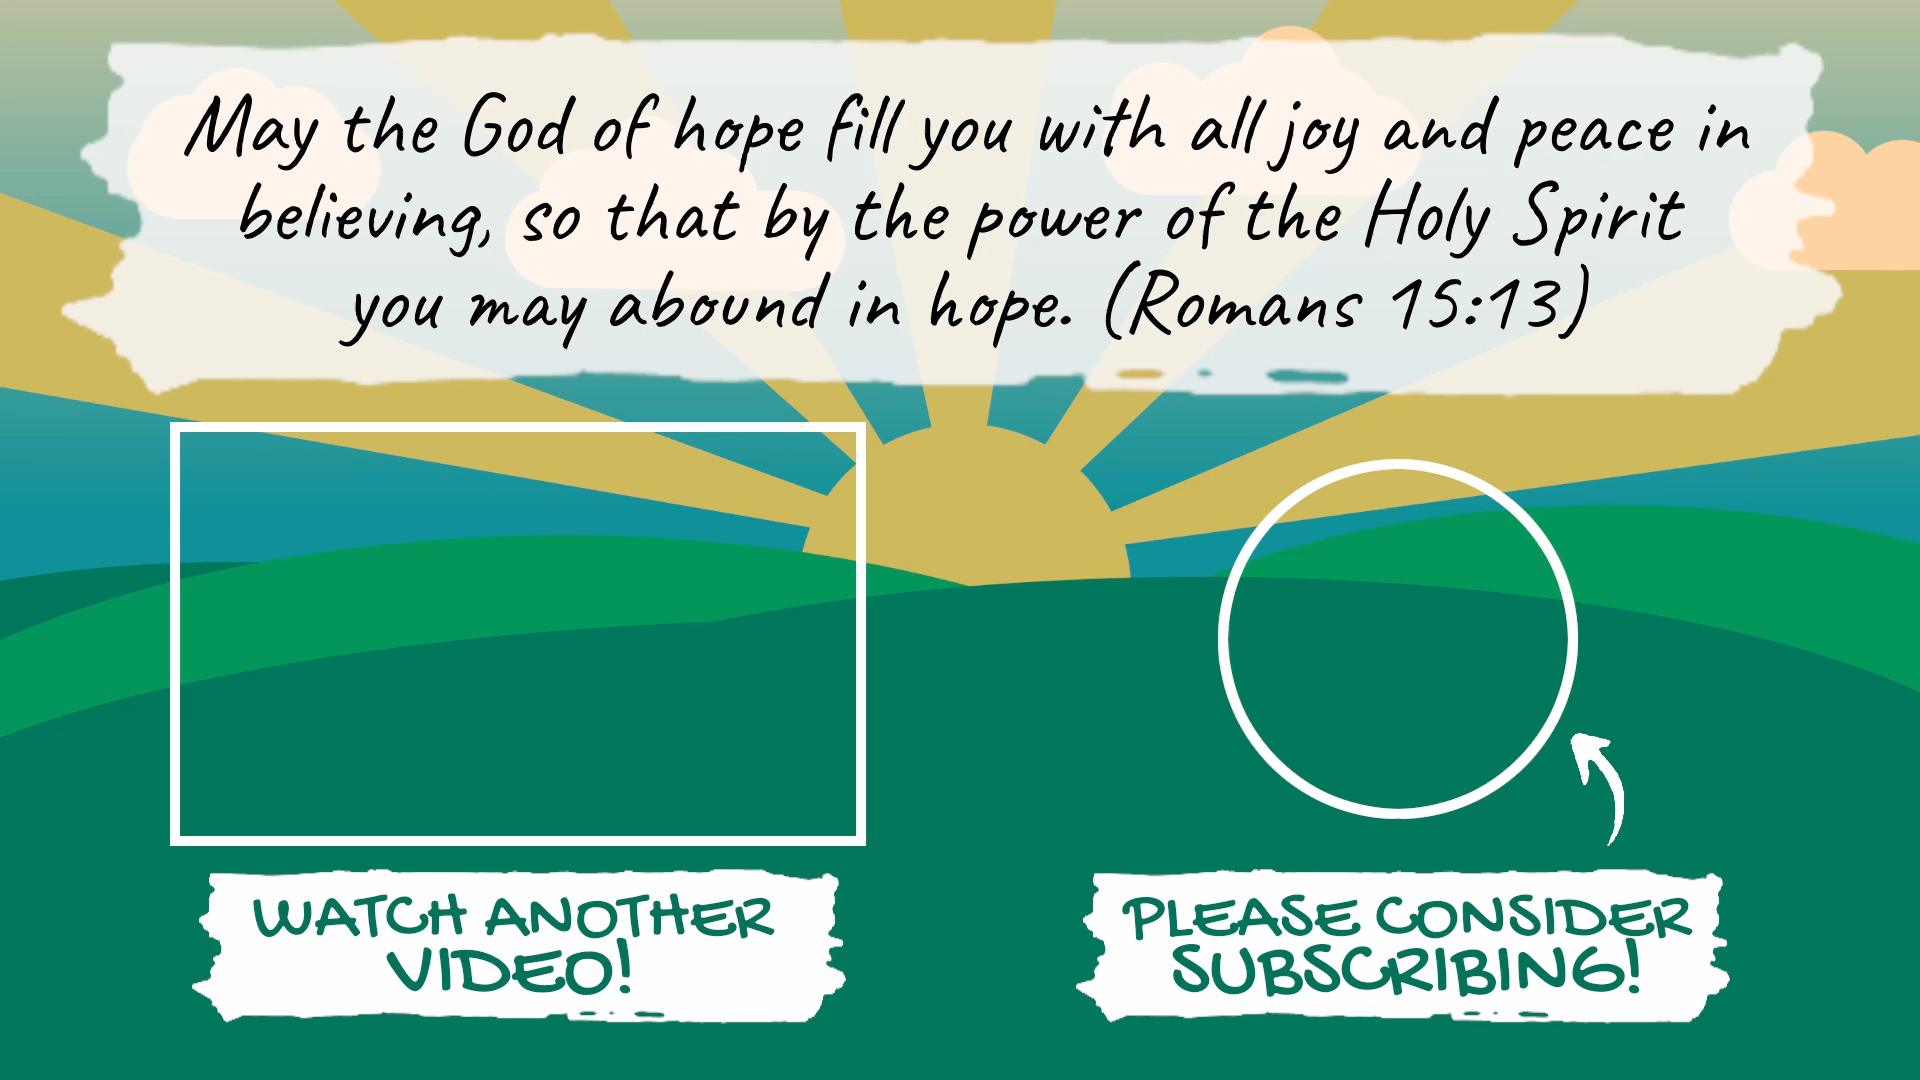 May the God of hope fill you with all joy and peace in
believing, so that by the power of the Holy Spirit
you may abound in hope. (Romans 15:13)
WATCH ANOTHER
VIDEO!
PLEASE CONSIDER
SUBSCRIBING!